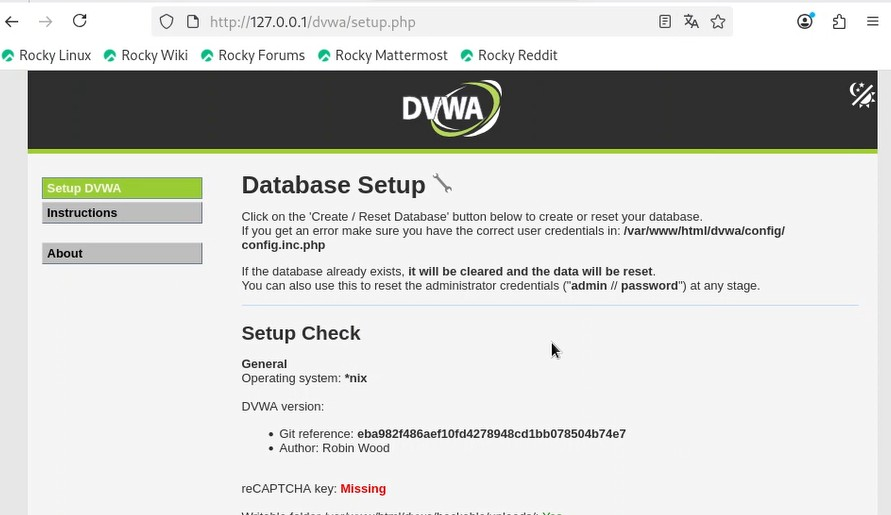 http://127.0.0.1/dvwa/setup.php
Rocky Linux Rocky Wiki Rocky Forums Rocky Mattermost Rocky Reddit
DVWA
Setup DVWA
Instructions
About
Database Setup
Click on the 'Create / Reset Database' button below to create or reset your database.
If you get an error make sure you have the correct user credentials in: /var/www/html/dvwa/config/
config.inc.php
If the database already exists, it will be cleared and the data will be reset.
You can also use this to reset the administrator credentials ("admin // password") at any stage.
Setup Check
General
Operating system: *nix
DVWA version:
• Git reference: eba982f486aef10fd4278948cd1bb078504b74e7
• Author: Robin Wood
reCAPTCHA key: Missing